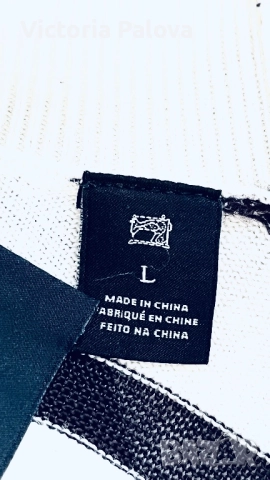 Victoria Palova
L
MADE IN CHINA
FABRIQUÉ EN CHINE
FEITO NA CHINA